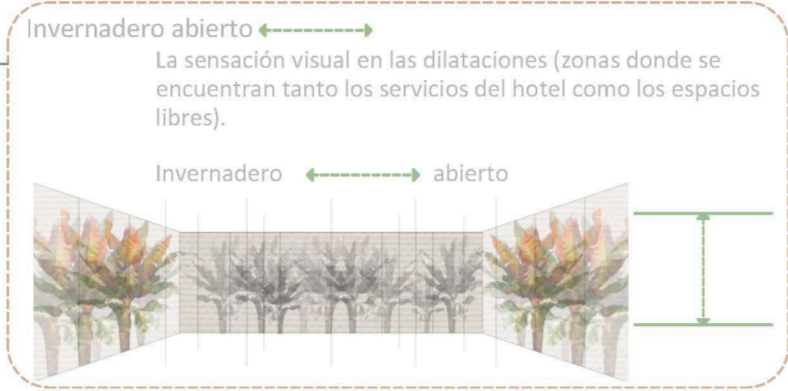 Invernadero abierto
La sensación visual en las dilataciones (zonas donde se
encuentran tanto los servicios del hotel como los espacios
libres).
Invernadero abierto